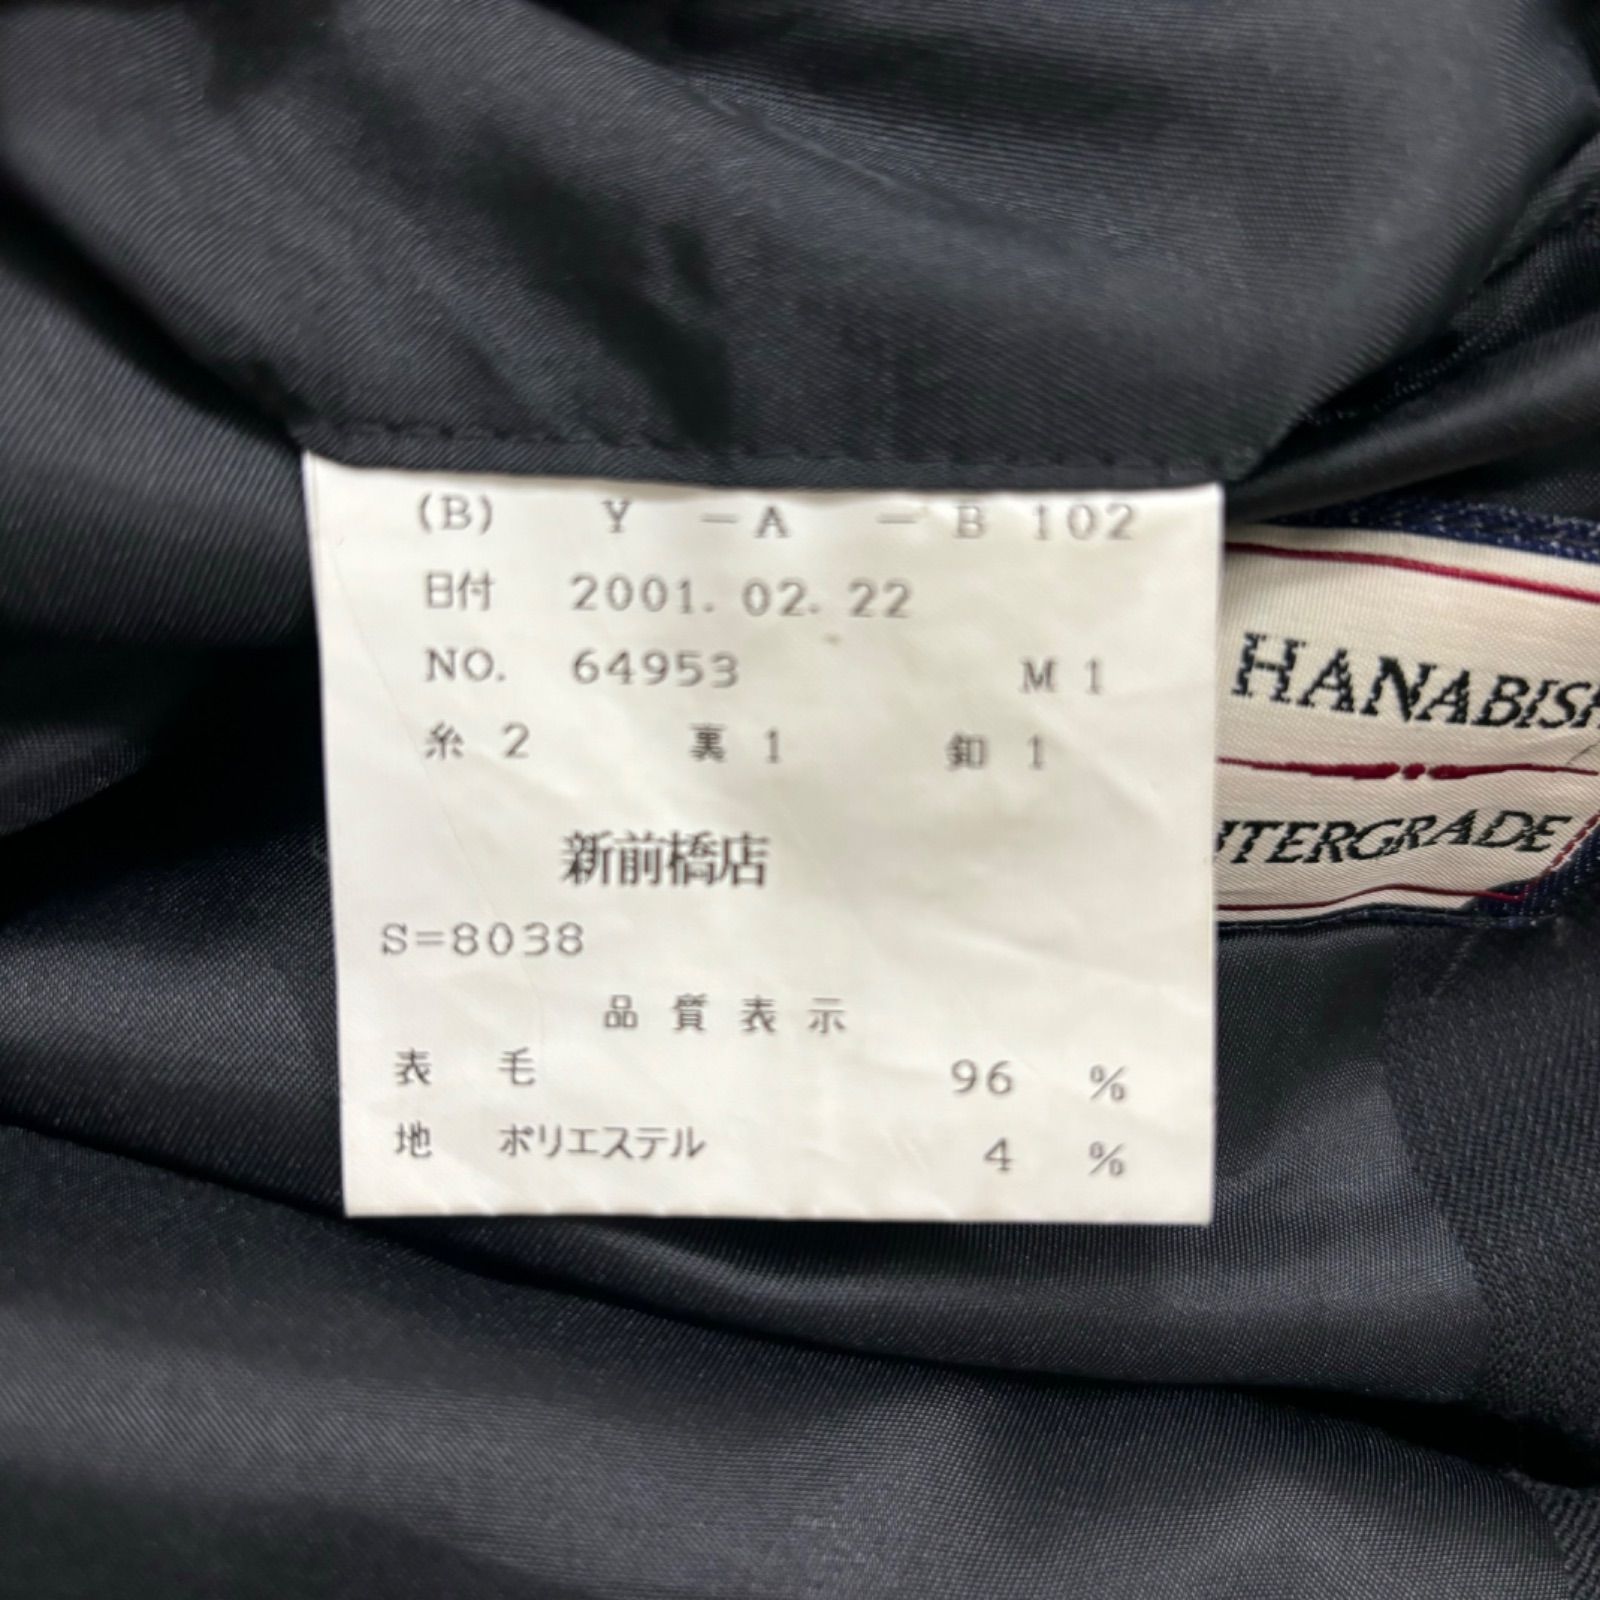 (B) Y -A -B 102
日付 2001. 02. 22
NO. 64953 M 1
糸 2 裏 1 釦 1
新前橋店
S=8038
品質表示
表 毛 96 %
地 ポリエステル 4 %
HANABISH
NTERGRADE